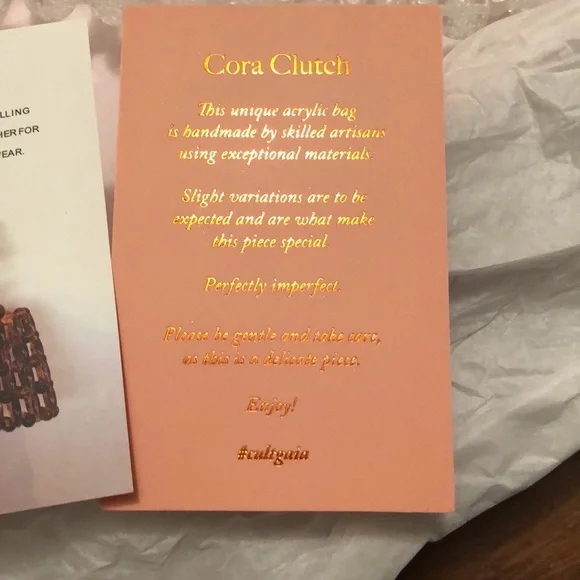 LLING
HER FOR
EAR.
Cora Clutch
This unique acrylic bag
is handmade by skilled artisans
using exceptional materials.
Slight variations are to be
expected and are what make
this piece special.
Perfectly imperfect.
Please be gentle and take care,
as this is a delicate piece.
Enjoy!
#cultgaia